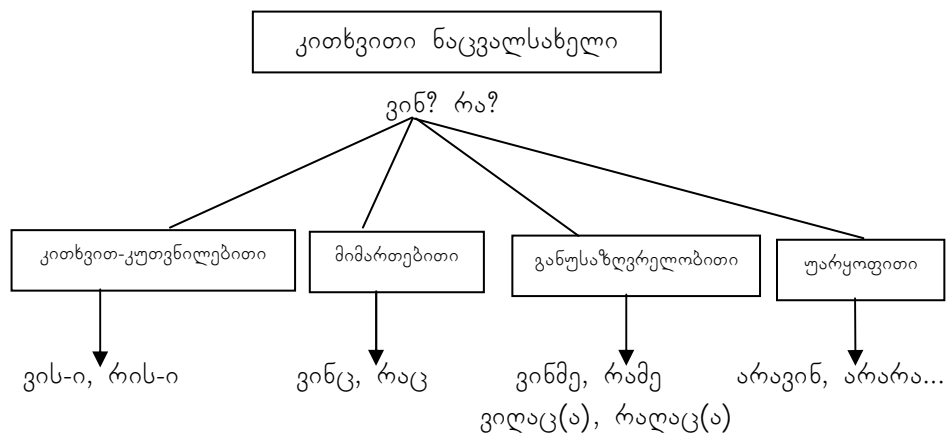 კითხვითი ნაცვალსახელი
ვინ? რა?
კითხვით-კუთვნილებითი
მიმართებითი
განუსაზღვრელობითი
უარყოფითი
ვის-ი, რის-ი
ვინც, რაც
ვინმე, რამე
არავინ, არარა...
ვიღაც(ა), რაღაც(ა)